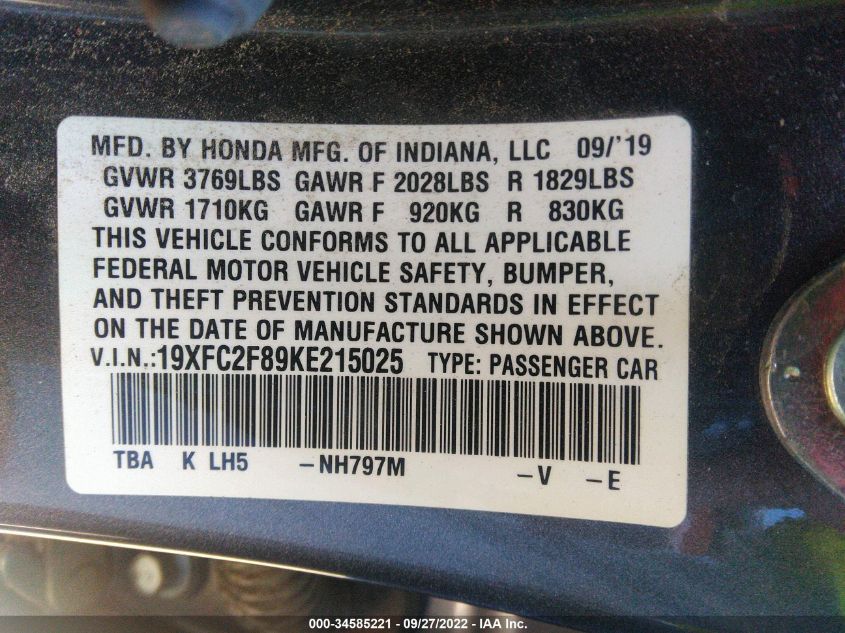 MFD. BY HONDA MFG. OF INDIANA, LLC 09/'19
GVWR 3769LBS GAWR F 2028LBS R 1829LBS
GVWR 1710KG GAWR F 920KG R 830KG
THIS VEHICLE CONFORMS TO ALL APPLICABLE
FEDERAL MOTOR VEHICLE SAFETY, BUMPER,
AND THEFT PREVENTION STANDARDS IN EFFECT
ON THE DATE OF MANUFACTURE SHOWN ABOVE.
V.I.N.:19XFC2F89KE215025 TYPE: PASSENGER CAR
TBA K LH5 -NH797M -V -E
000-34585221 - 09/27/2022 - IAA Inc.